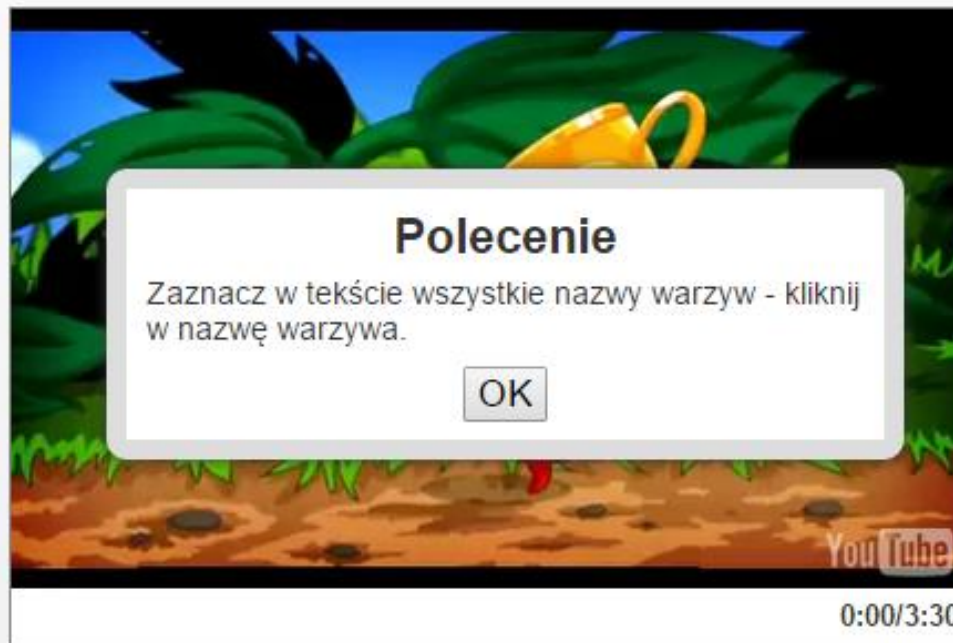 Polecenie
Zaznacz w tekście wszystkie nazwy warzyw - kliknij
w nazwę warzywa.
OK
YouTube
0:00/3:30